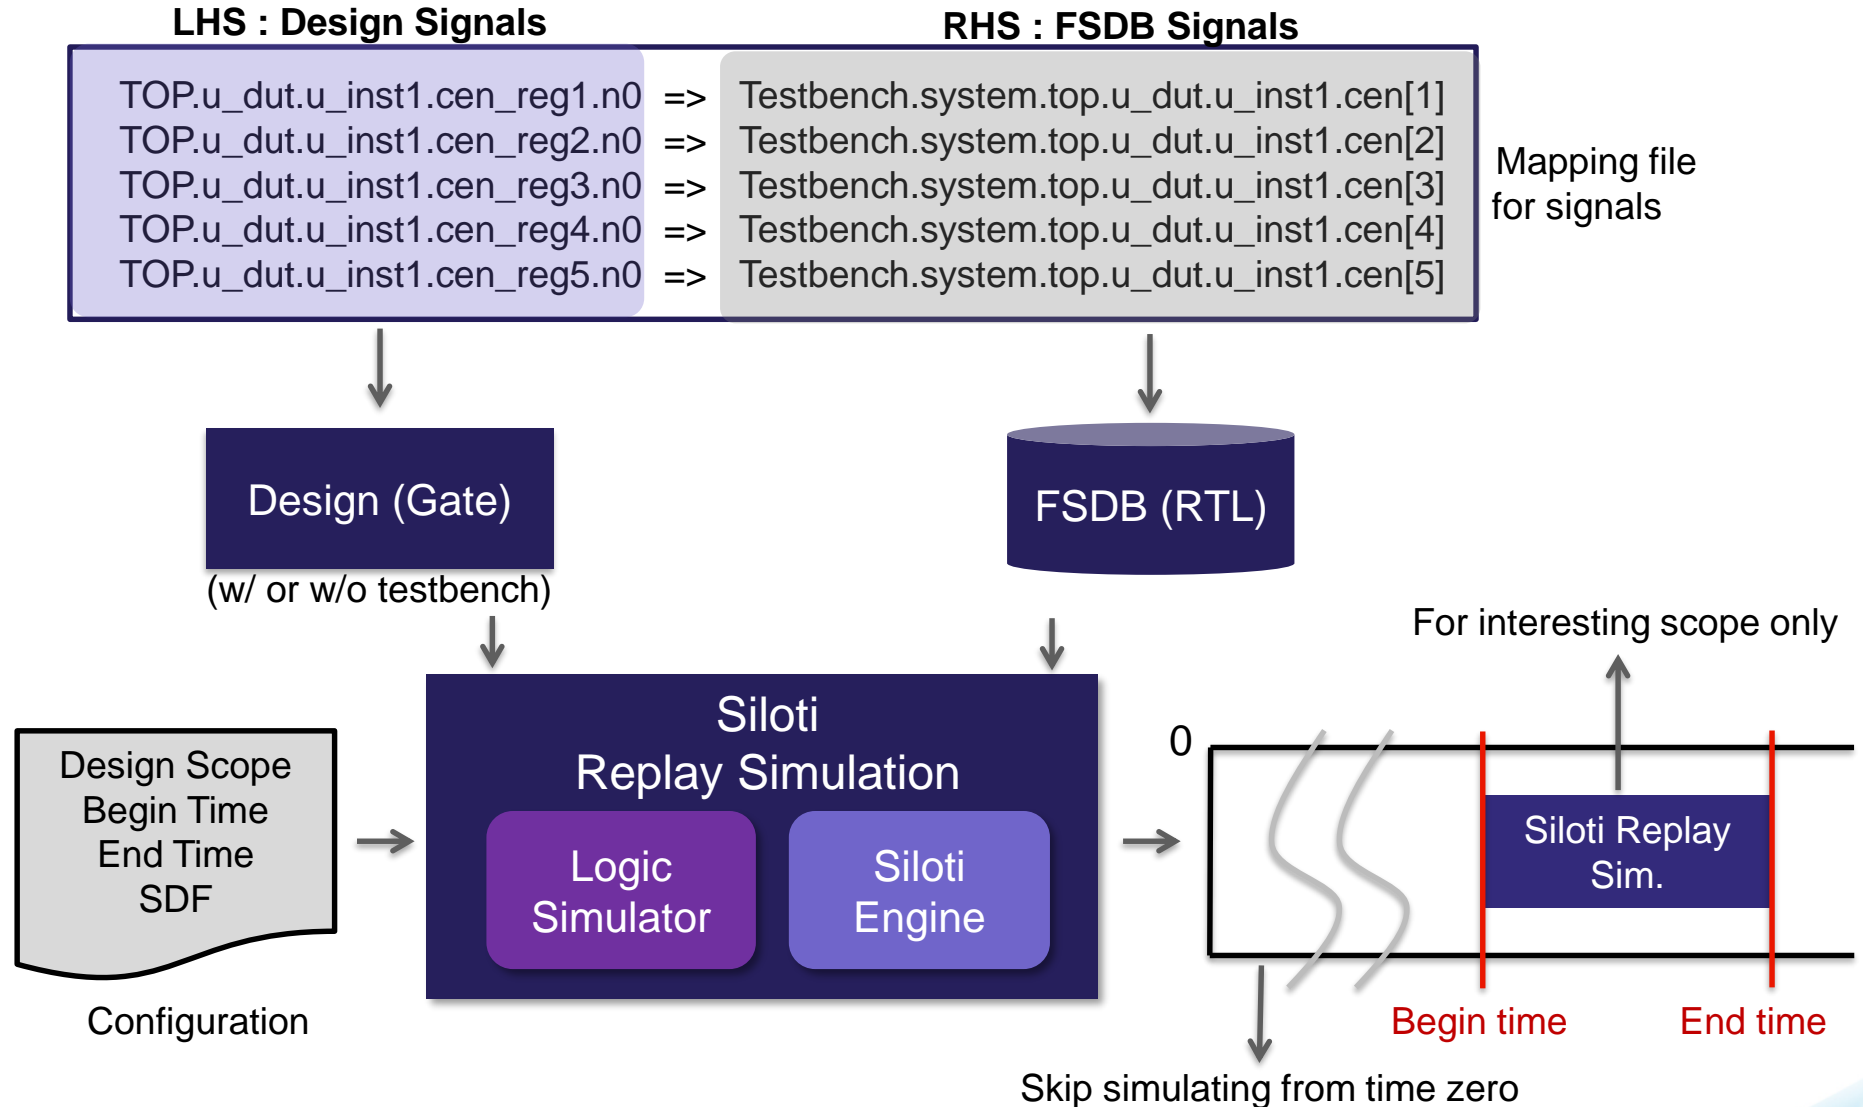 LHS : Design Signals
RHS : FSDB Signals
TOP.u_dut.u_inst1.cen_reg1.n0 => Testbench.system.top.u_dut.u_inst1.cen[1]
TOP.u_dut.u_inst1.cen_reg2.n0 => Testbench.system.top.u_dut.u_inst1.cen[2]
TOP.u_dut.u_inst1.cen_reg3.n0 => Testbench.system.top.u_dut.u_inst1.cen[3]
TOP.u_dut.u_inst1.cen_reg4.n0 => Testbench.system.top.u_dut.u_inst1.cen[4]
TOP.u_dut.u_inst1.cen_reg5.n0 => Testbench.system.top.u_dut.u_inst1.cen[5]
Mapping file
for signals
Design (Gate)
(w/ or w/o testbench)
FSDB (RTL)
Design Scope
Begin Time
End Time
SDF
Configuration
Siloti
Replay Simulation
Logic
Simulator
Siloti
Engine
For interesting scope only
0
Siloti Replay
Sim.
Begin time
End time
Skip simulating from time zero